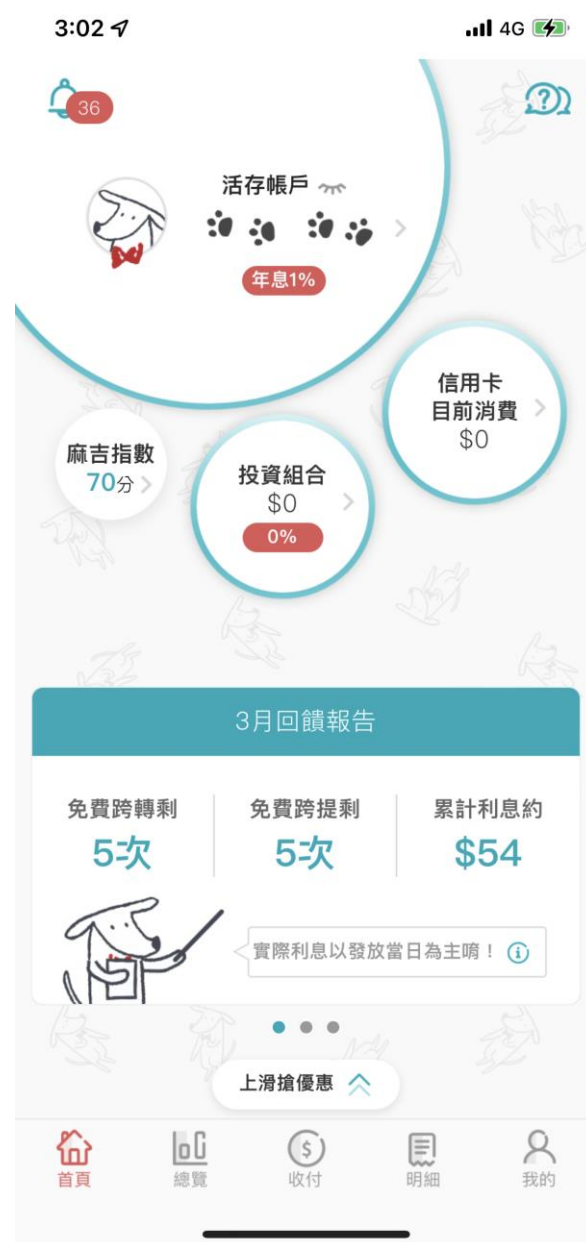 3:02
4G
36
活存帳戶
年息1%
信用卡
目前消費
$0
麻吉指數
70分
投資組合
$0
0%
3月回饋報告
免費跨轉剩
免費跨提剩
累計利息約
5次
5次
$54
實際利息以發放當日為主唷！
上滑搶優惠
首頁
總覽
收付
明細
我的